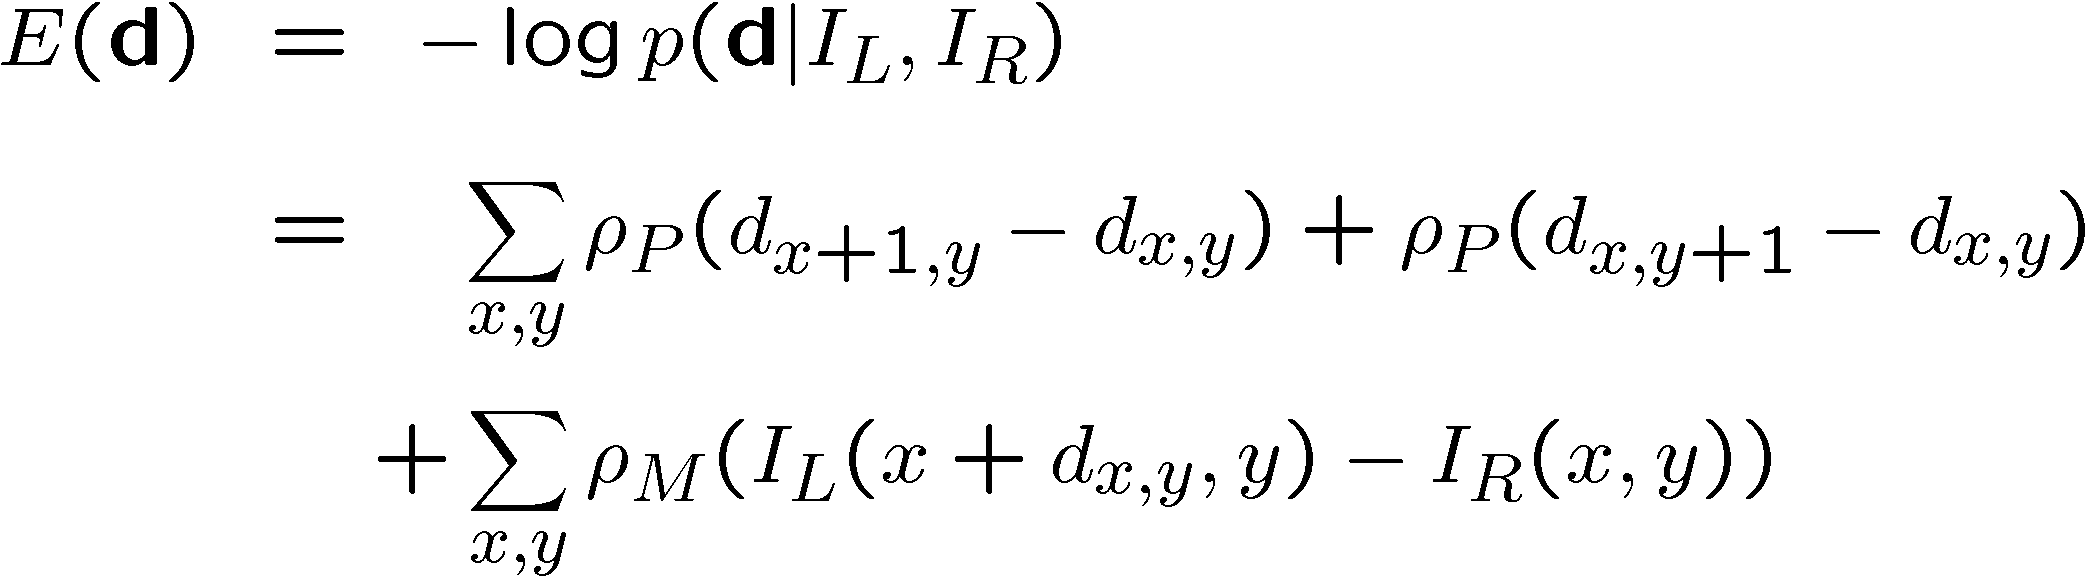 E(𝐝) = − log p(𝐝|I_L, I_R)
= ∑_{x,y} ρ_P(d_{x+1,y} − d_{x,y}) + ρ_P(d_{x,y+1} − d_{x,y})
+ ∑_{x,y} ρ_M(I_L(x + d_{x,y}, y) − I_R(x, y))